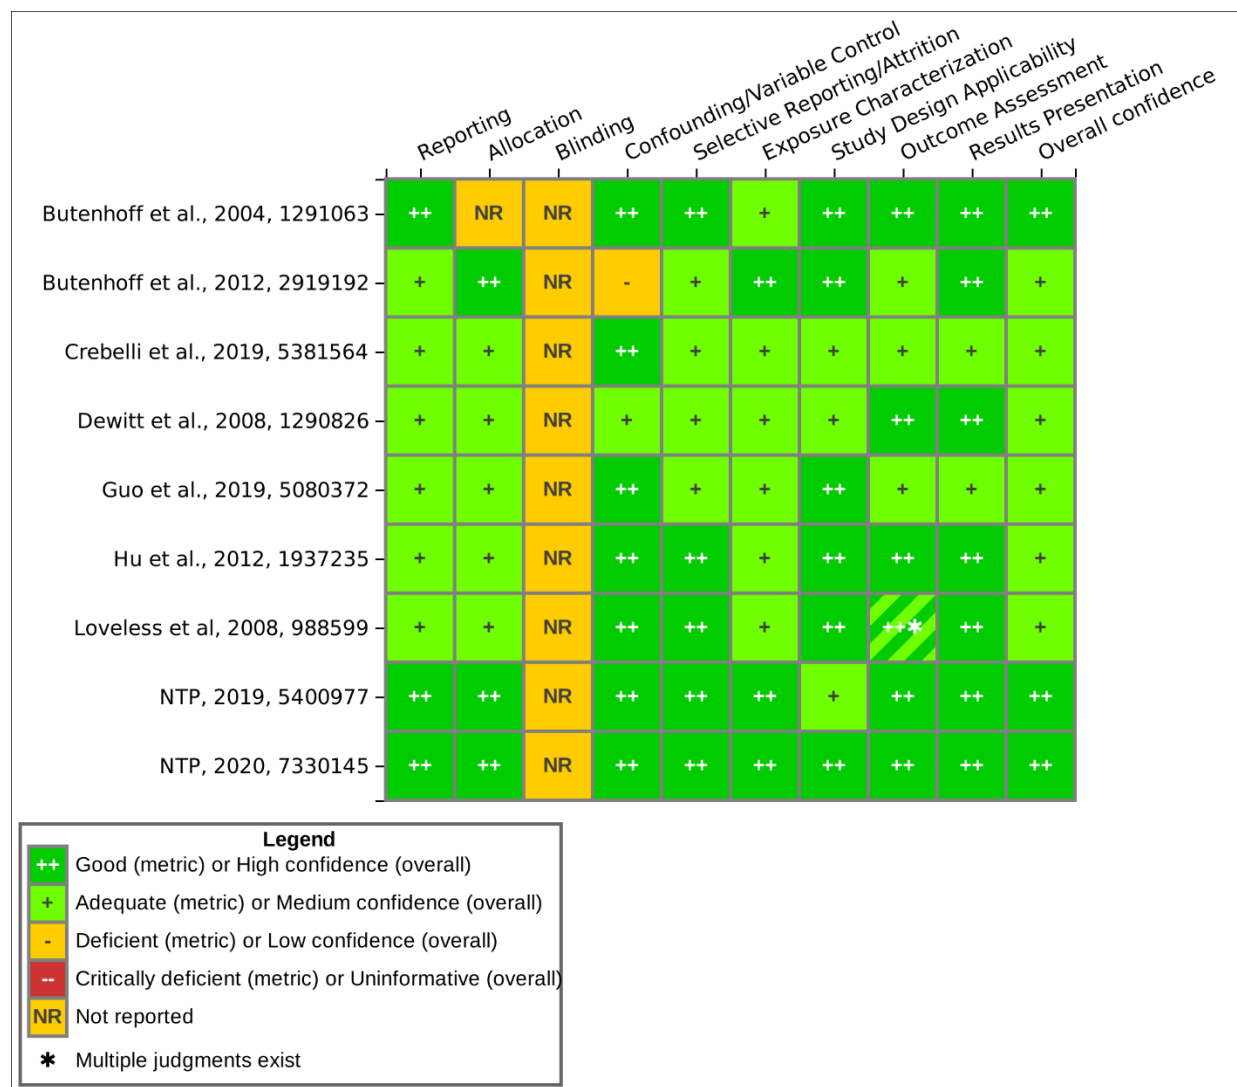 Reporting
Allocation
Blinding
Confounding/Variable Control
Selective Reporting/Attrition
Exposure Characterization
Study Design Applicability
Outcome Assessment
Results Presentation
Overall confidence
Butenhoff et al., 2004, 1291063 ++ NR NR ++ ++ + ++ ++ ++ ++
Butenhoff et al., 2012, 2919192 + ++ NR - + ++ ++ + ++ +
Crebelli et al., 2019, 5381564 + + NR ++ + + + + + +
Dewitt et al., 2008, 1290826 + + NR + + + + ++ ++ +
Guo et al., 2019, 5080372 + + NR ++ + + ++ + + +
Hu et al., 2012, 1937235 + + NR ++ ++ + ++ ++ ++ +
Loveless et al, 2008, 988599 + + NR ++ ++ + ++ ++* ++ +
NTP, 2019, 5400977 ++ ++ NR ++ ++ ++ + ++ ++ ++
NTP, 2020, 7330145 ++ ++ NR ++ ++ ++ ++ ++ ++ ++
Legend
++ Good (metric) or High confidence (overall)
+ Adequate (metric) or Medium confidence (overall)
- Deficient (metric) or Low confidence (overall)
-- Critically deficient (metric) or Uninformative (overall)
NR Not reported
* Multiple judgments exist